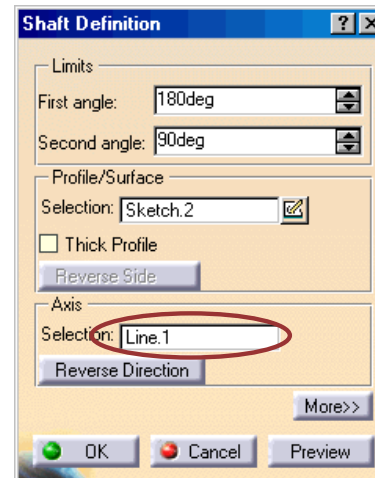 Shaft Definition ? X
Limits
First angle: 180deg
Second angle: 90deg
Profile/Surface
Selection: Sketch.2
Thick Profile
Reverse Side
Axis
Selection: Line.1
Reverse Direction
More>>
OK Cancel Preview